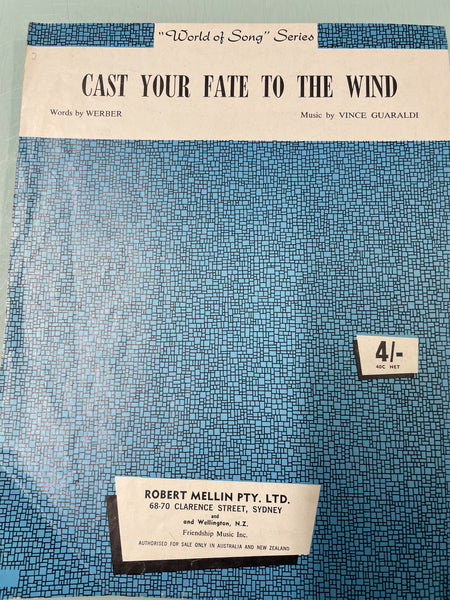 "World of Song" Series
CAST YOUR FATE TO THE WIND
Words by WERBER Music by VINCE GUARALDI
4/-
40C NET
ROBERT MELLIN PTY. LTD.
68-70 CLARENCE STREET, SYDNEY
and
and Wellington, N.Z.
Friendship Music Inc.
AUTHORISED FOR SALE ONLY IN AUSTRALIA AND NEW ZEALAND